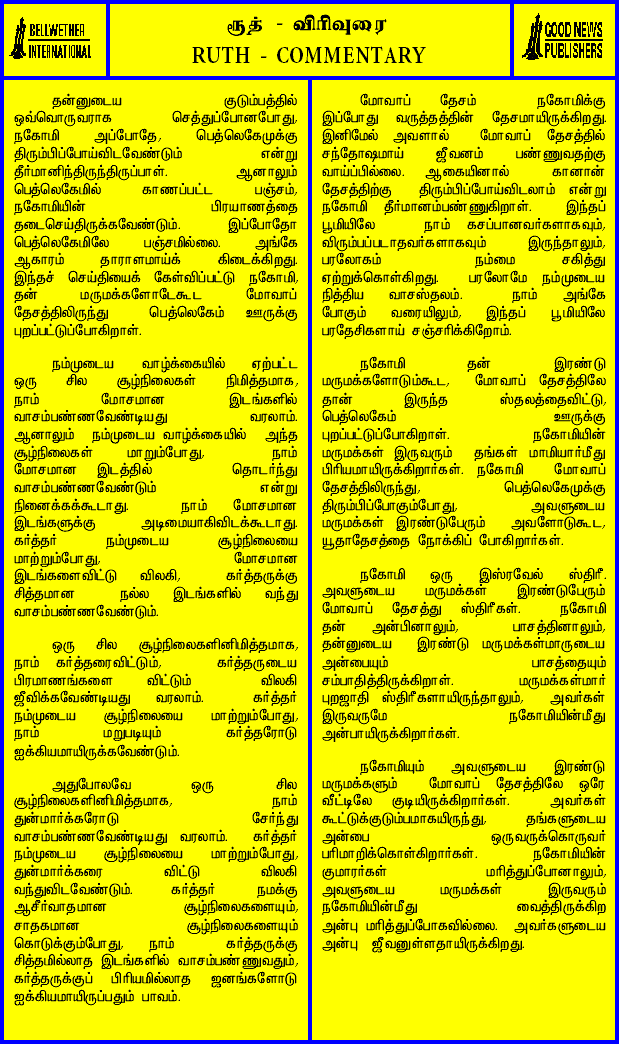 BELLWETHER
INTERNATIONAL
ரூத் - விரிவுரை
RUTH - COMMENTARY
GOOD NEWS
PUBLISHERS
தன்னுடைய குடும்பத்தில்
ஒவ்வொருவராக செத்துப்போனபோது,
நகோமி அப்போதே, பெத்லெகேமுக்கு
திரும்பிப்போய்விடவேண்டும் என்று
தீர்மானிந்திருந்திருப்பாள். ஆனாலும்
பெத்லெகேமில் காணப்பட்ட பஞ்சம்,
நகோமியின் பிரயாணத்தை
தடைசெய்திருக்கவேண்டும். இப்போதோ
பெத்லெகேமிலே பஞ்சமில்லை. அங்கே
ஆகாரம் தாராளமாய்க் கிடைக்கிறது.
இந்தச் செய்தியைக் கேள்விப்பட்டு நகோமி,
தன் மருமக்களோடேகூட மோவாப்
தேசத்திலிருந்து பெத்லெகேம் ஊருக்கு
புறப்பட்டுப்போகிறாள்.
நம்முடைய வாழ்க்கையில் ஏற்பட்ட
ஒரு சில சூழ்நிலைகள் நிமித்தமாக,
நாம் மோசமான இடங்களில்
வாசம்பண்ணவேண்டியது வரலாம்.
ஆனாலும் நம்முடைய வாழ்க்கையில் அந்த
சூழ்நிலைகள் மாறும்போது, நாம்
மோசமான இடத்தில் தொடர்ந்து
வாசம்பண்ணவேண்டும் என்று
நினைக்கக்கூடாது. நாம் மோசமான
இடங்களுக்கு அடிமையாகிவிடக்கூடாது.
கர்த்தர் நம்முடைய சூழ்நிலையை
மாற்றும்போது, மோசமான
இடங்களைவிட்டு விலகி, கர்த்தருக்கு
சித்தமான நல்ல இடங்களில் வந்து
வாசம்பண்ணவேண்டும்.
ஒரு சில சூழ்நிலைகளினிமித்தமாக,
நாம் கர்த்தரைவிட்டும், கர்த்தருடைய
பிரமாணங்களை விட்டும் விலகி
ஜீவிக்கவேண்டியது வரலாம். கர்த்தர்
நம்முடைய சூழ்நிலையை மாற்றும்போது,
நாம் மறுபடியும் கர்த்தரோடு
ஐக்கியமாயிருக்கவேண்டும்.
அதுபோலவே ஒரு சில
சூழ்நிலைகளினிமித்தமாக, நாம்
துன்மார்க்கரோடு சேர்ந்து
வாசம்பண்ணவேண்டியது வரலாம். கர்த்தர்
நம்முடைய சூழ்நிலையை மாற்றும்போது,
துன்மார்க்கரை விட்டு விலகி
வந்துவிடவேண்டும். கர்த்தர் நமக்கு
ஆசீர்வாதமான சூழ்நிலைகளையும்,
சாதகமான சூழ்நிலைகளையும்
கொடுக்கும்போது, நாம் கர்த்தருக்கு
சித்தமில்லாத இடங்களில் வாசம்பண்ணுவதும்,
கர்த்தருக்குப் பிரியமில்லாத ஜனங்களோடு
ஐக்கியமாயிருப்பதும் பாவம்.
மோவாப் தேசம் நகோமிக்கு
இப்போது வருத்தத்தின் தேசமாயிருக்கிறது.
இனிமேல் அவளால் மோவாப் தேசத்தில்
சந்தோஷமாய் ஜீவனம் பண்ணுவதற்கு
வாய்ப்பில்லை. ஆகையினால் கானான்
தேசத்திற்கு திரும்பிப்போய்விடலாம் என்று
நகோமி தீர்மானம்பண்ணுகிறாள். இந்தப்
பூமியிலே நாம் கசப்பானவர்களாகவும்,
விரும்பப்படாதவர்களாகவும் இருந்தாலும்,
பரலோகம் நம்மை சகித்து
ஏற்றுக்கொள்கிறது. பரலோமே நம்முடைய
நித்திய வாசஸ்தலம். நாம் அங்கே
போகும் வரையிலும், இந்தப் பூமியிலே
பரதேசிகளாய் சஞ்சரிக்கிறோம்.
நகோமி தன் இரண்டு
மருமக்களோடும்கூட, மோவாப் தேசத்திலே
தான் இருந்த ஸ்தலத்தைவிட்டு,
பெத்லெகேம் ஊருக்கு
புறப்பட்டுப்போகிறாள். நகோமியின்
மருமக்கள் இருவரும் தங்கள் மாமியார்மீது
பிரியமாயிருக்கிறார்கள். நகோமி மோவாப்
தேசத்திலிருந்து, பெத்லெகேமுக்கு
திரும்பிப்போகும்போது, அவளுடைய
மருமக்கள் இரண்டுபேரும் அவளோடுகூட,
யூதாதேசத்தை நோக்கிப் போகிறார்கள்.
நகோமி ஒரு இஸ்ரவேல் ஸ்திரீ.
அவளுடைய மருமக்கள் இரண்டுபேரும்
மோவாப் தேசத்து ஸ்திரீகள். நகோமி
தன் அன்பினாலும், பாசத்தினாலும்,
தன்னுடைய இரண்டு மருமக்கள்மாருடைய
அன்பையும் பாசத்தையும்
சம்பாதித்திருக்கிறாள். மருமக்கள்மார்
புறஜாதி ஸ்திரீகளாயிருந்தாலும், அவர்கள்
இருவருமே நகோமியின்மீது
அன்பாயிருக்கிறார்கள்.
நகோமியும் அவளுடைய இரண்டு
மருமக்களும் மோவாப் தேசத்திலே ஒரே
வீட்டிலே குடியிருக்கிறார்கள். அவர்கள்
கூட்டுக்குடும்பமாகயிருந்து, தங்களுடைய
அன்பை ஒருவருக்கொருவர்
பரிமாறிக்கொள்கிறார்கள். நகோமியின்
குமாரர்கள் மரித்துப்போனாலும்,
அவளுடைய மருமக்கள் இருவரும்
நகோமியின்மீது வைத்திருக்கிற
அன்பு மரித்துப்போகவில்லை. அவர்களுடைய
அன்பு ஜீவனுள்ளதாயிருக்கிறது.